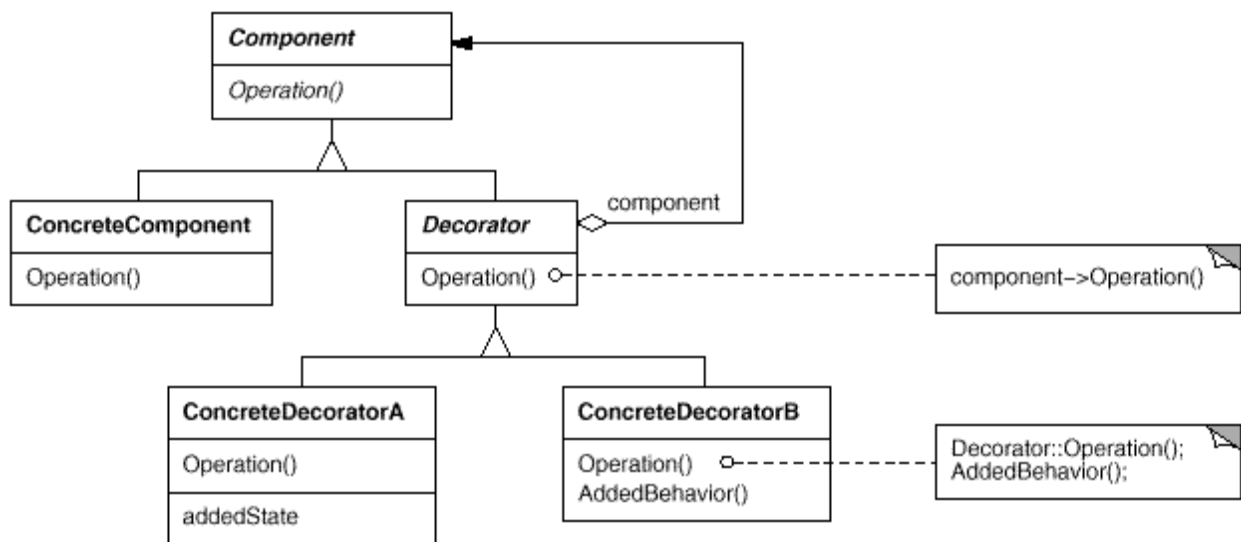 Component
Operation()
component
ConcreteComponent
Operation()
Decorator
Operation()
component->Operation()
ConcreteDecoratorA
Operation()
addedState
ConcreteDecoratorB
Operation()
AddedBehavior()
Decorator::Operation();
AddedBehavior();